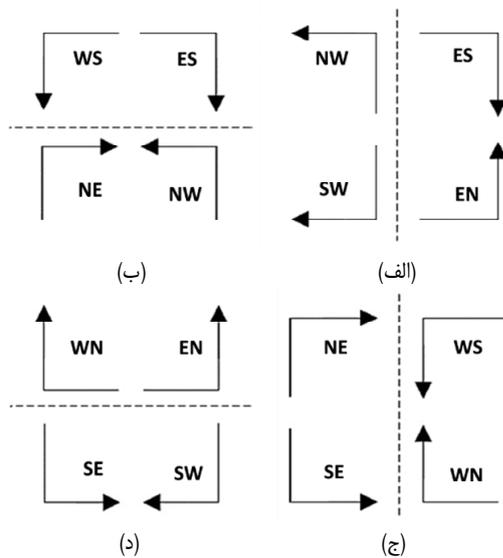 WS ES
NE NW
(ب)
NW ES
SW EN
(الف)
WN EN
SE SW
(د)
NE WS
SE WN
(ج)